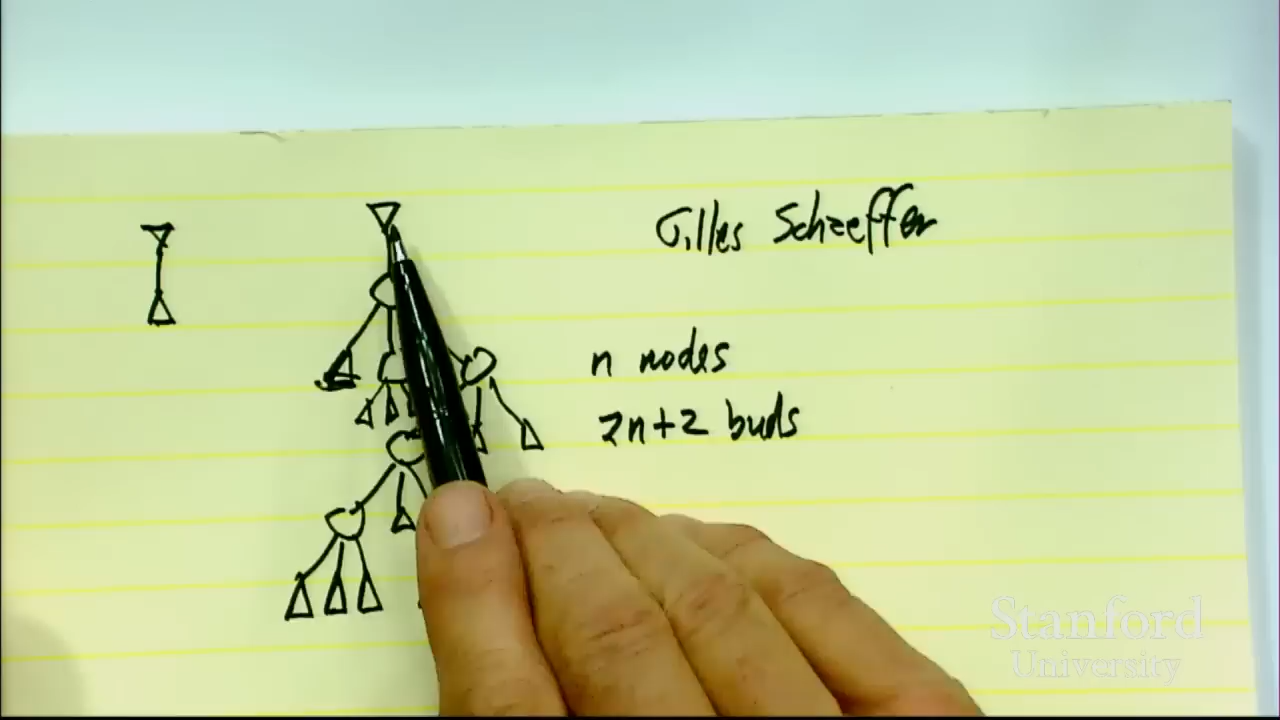 Gilles Schaeffer
n nodes
2n+2 buds
Stanford
University